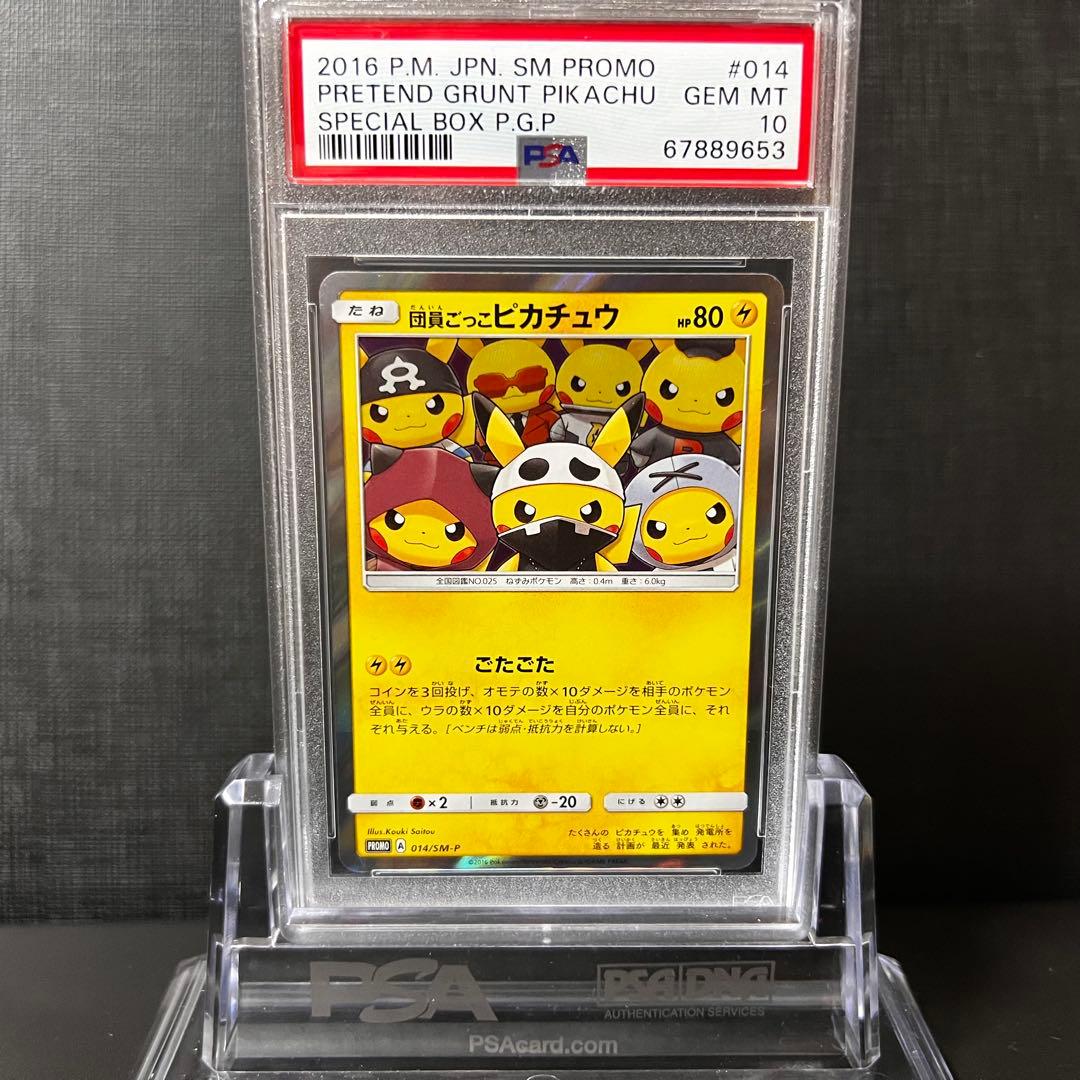 2016 P.M. JPN. SM PROMO #014
PRETEND GRUNT PIKACHU GEM MT
SPECIAL BOX P.G.P 10
PSA 67889653
たね 団員ごっこピカチュウ HP80
だんいん
R
全国図鑑NO.025 ねずみポケモン 高さ:0.4m 重さ:6.0kg
ごたごた
コインを3回投げ、オモテの数×10ダメージを相手のポケモン
全員に、ウラの数×10ダメージを自分のポケモン全員に、それ
ぞれ与える。[ベンチは弱点・抵抗力を計算しない。]
弱点 ×2 抵抗力 -20 にげる
Illus.Kouki Saitou
たくさんの ピカチュウを 集め 発電所を
造る 計画が 最近 発表 された。
PROMO A 014/SM-P
PSA
PSA/DNA
AUTHENTICATION SERVICES
PSAcard.com